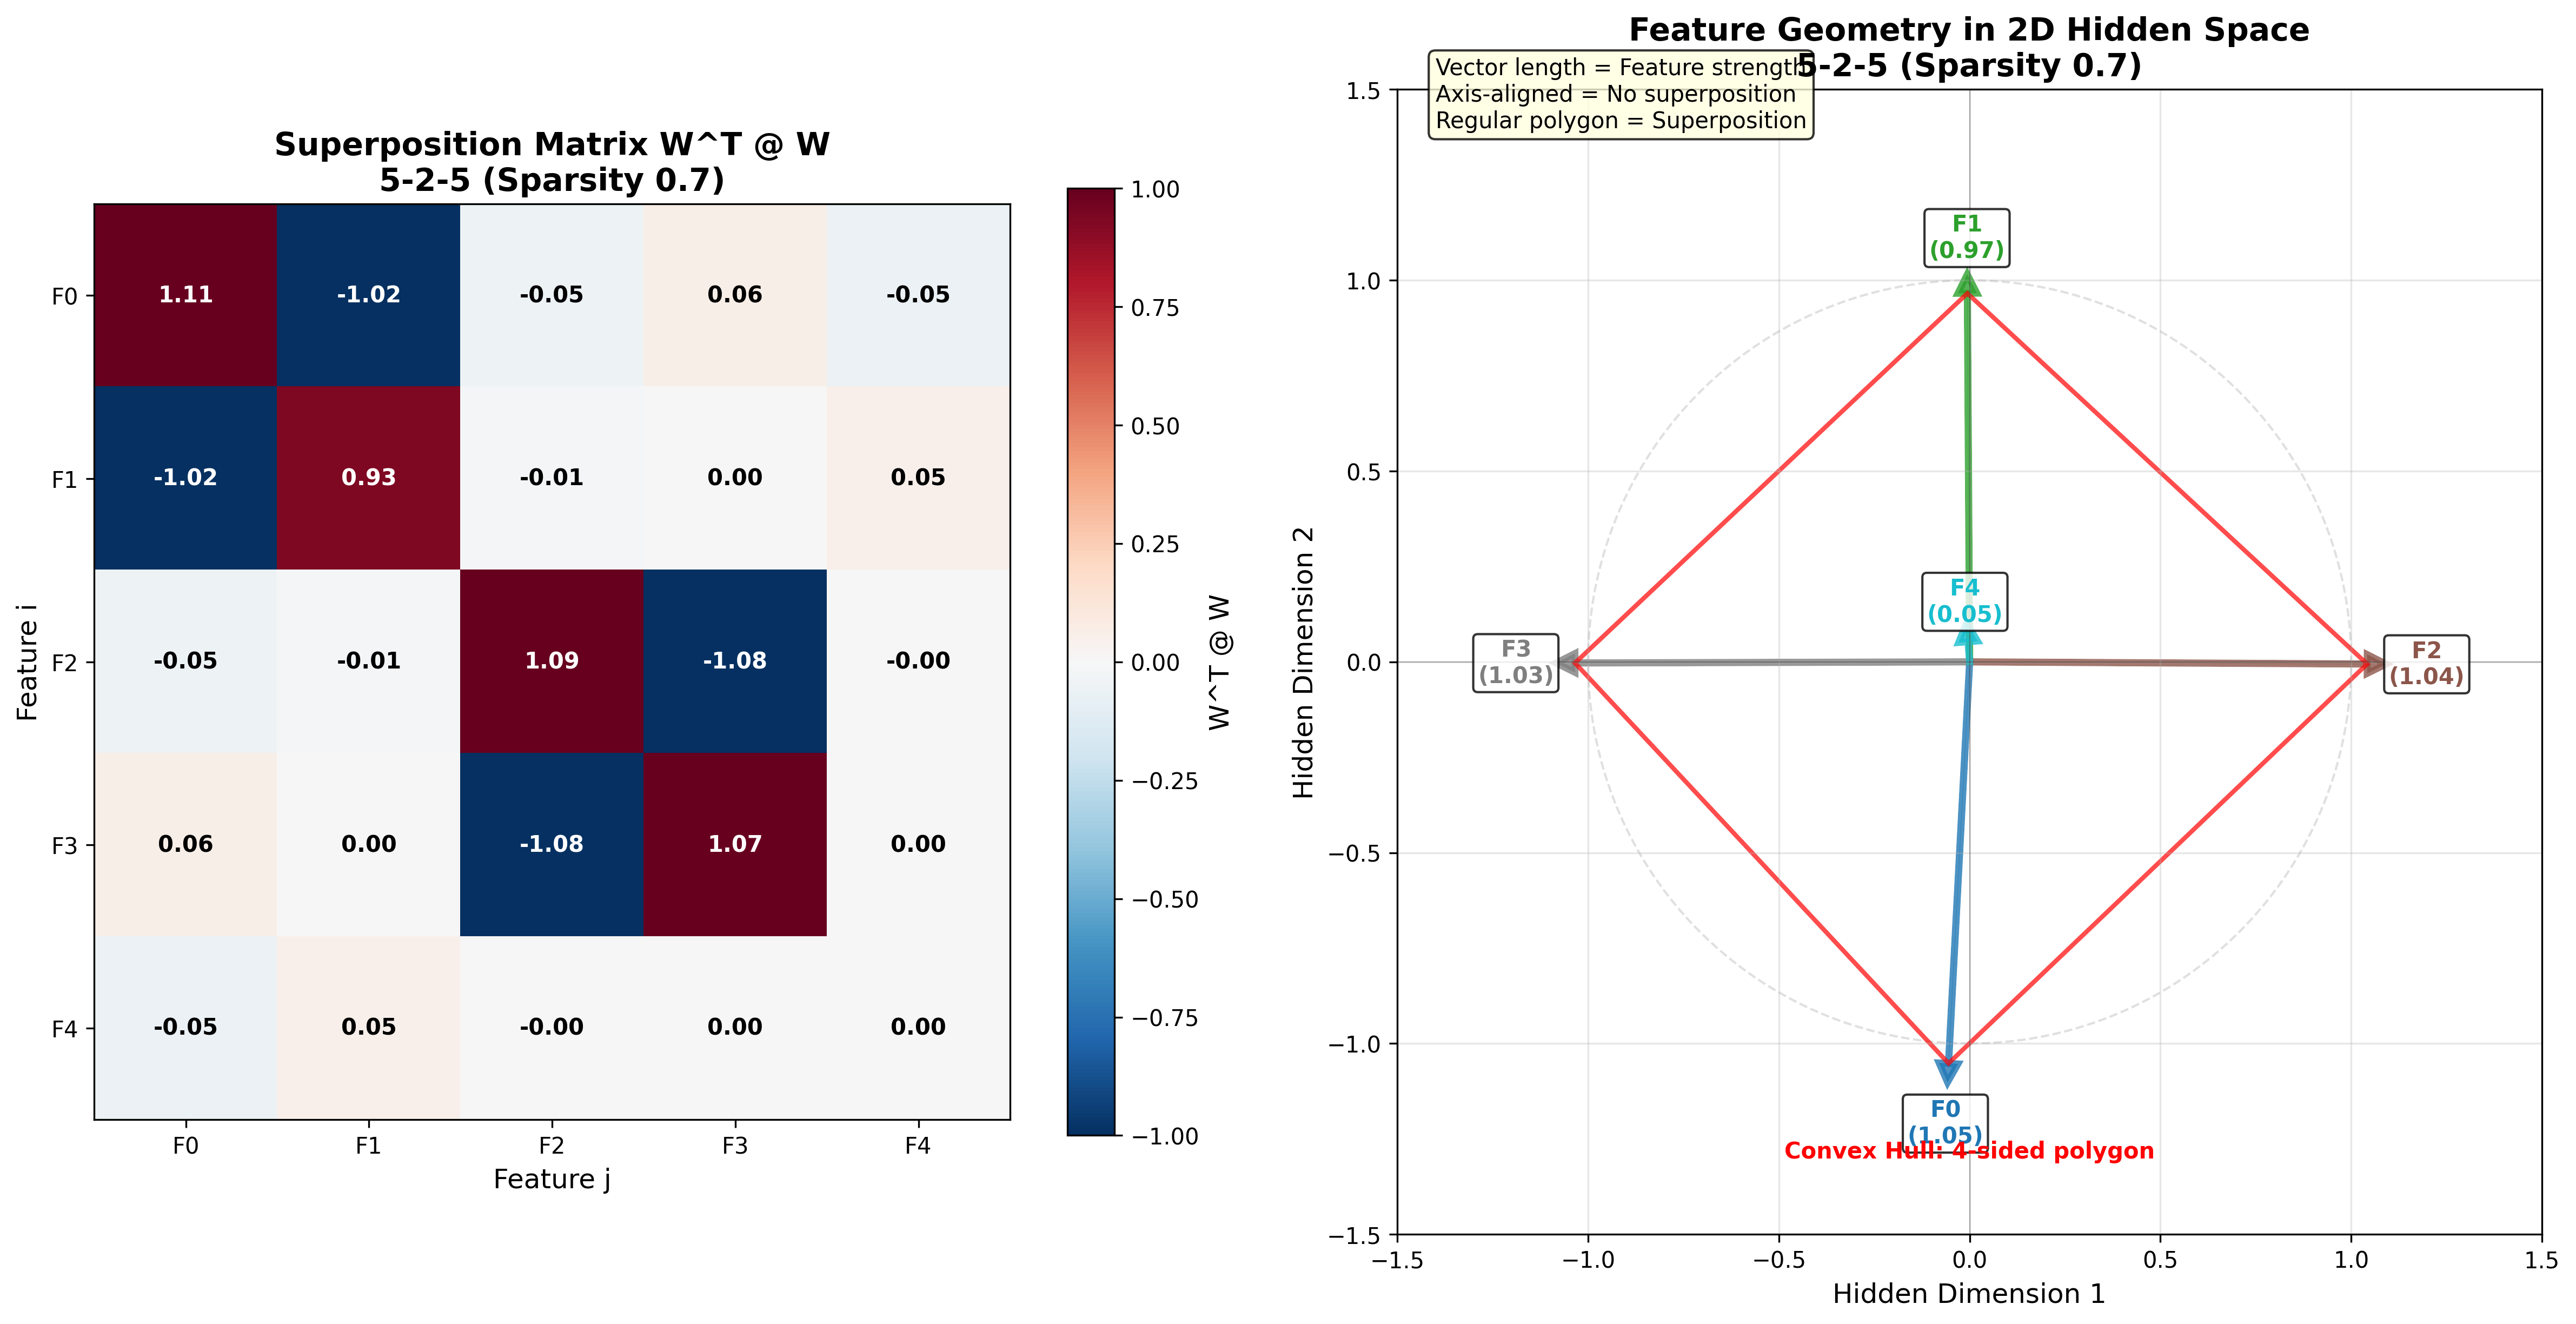 Superposition Matrix W^T @ W
5-2-5 (Sparsity 0.7)
F0
F1
F2
F3
F4
Feature i
1.11 -1.02 -0.05 0.06 -0.05
-1.02 0.93 -0.01 0.00 0.05
-0.05 -0.01 1.09 -1.08 -0.00
0.06 0.00 -1.08 1.07 0.00
-0.05 0.05 -0.00 0.00 0.00
F0 F1 F2 F3 F4
Feature j
1.00
0.75
0.50
0.25
0.00
−0.25
−0.50
−0.75
−1.00
W^T @ W
Feature Geometry in 2D Hidden Space
5-2-5 (Sparsity 0.7)
Vector length = Feature strength
Axis-aligned = No superposition
Regular polygon = Superposition
1.5
1.0
0.5
0.0
−0.5
−1.0
−1.5
Hidden Dimension 2
F1
(0.97)
F4
(0.05)
F3
(1.03)
F2
(1.04)
F0
(1.05)
Convex Hull: 4-sided polygon
−1.5 −1.0 −0.5 0.0 0.5 1.0 1.5
Hidden Dimension 1